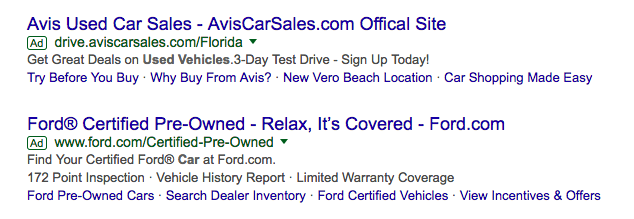 Avis Used Car Sales - AvisCarSales.com Offical Site
Ad drive.aviscarsales.com/Florida
Get Great Deals on Used Vehicles.3-Day Test Drive - Sign Up Today!
Try Before You Buy · Why Buy From Avis? · New Vero Beach Location · Car Shopping Made Easy
Ford® Certified Pre-Owned - Relax, It's Covered - Ford.com
Ad www.ford.com/Certified-Pre-Owned
Find Your Certified Ford® Car at Ford.com.
172 Point Inspection · Vehicle History Report · Limited Warranty Coverage
Ford Pre-Owned Cars · Search Dealer Inventory · Ford Certified Vehicles · View Incentives & Offers